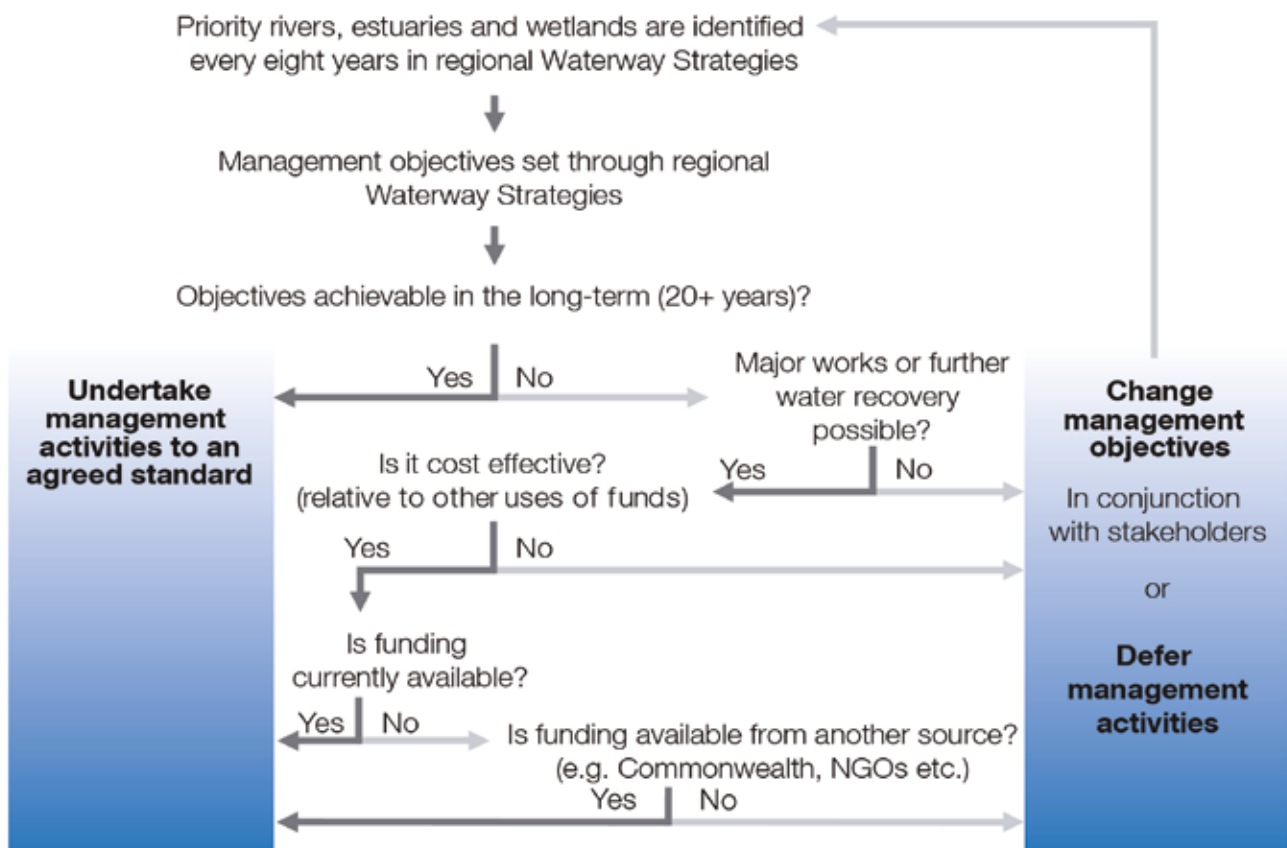 Priority rivers, estuaries and wetlands are identified
every eight years in regional Waterway Strategies
Management objectives set through regional
Waterway Strategies
Objectives achievable in the long-term (20+ years)?
Yes No
Major works or further
water recovery
possible?
Yes No
Undertake
management
activities to an
agreed standard
Is it cost effective?
(relative to other uses of funds)
Yes No
Is funding
currently available?
Yes No
Is funding available from another source?
(e.g. Commonwealth, NGOs etc.)
Yes No
Change
management
objectives
In conjunction
with stakeholders
or
Defer
management
activities